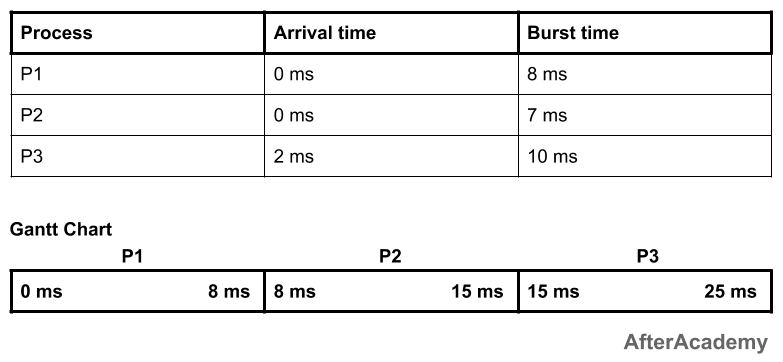 Process Arrival time Burst time
P1 0 ms 8 ms
P2 0 ms 7 ms
P3 2 ms 10 ms
Gantt Chart
P1 P2 P3
0 ms 8 ms 8 ms 15 ms 15 ms 25 ms
AfterAcademy